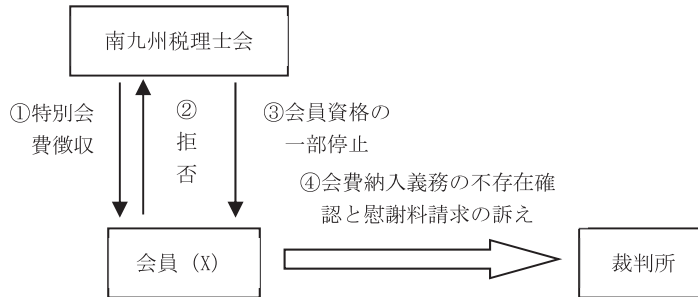 南九州税理士会
①特別会
費徴収
②
拒
否
③会員資格の
一部停止
④会費納入義務の不存在確
認と慰謝料請求の訴え
会員（X）
裁判所